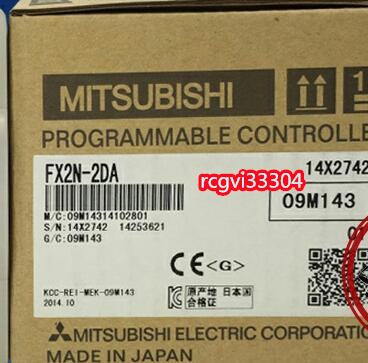 MITSUBISHI
PROGRAMMABLE CONTROLLE
FX2N-2DA
14X2742
rcgvi33304
09M143
M/C:09M14314102801
S/N:14X2742 14253621
G/C:09M143
CE <G>
KCC-REI-MEK-09M143
2014.10
原产地 日本国
合格证
MITSUBISHI ELECTRIC CORPORATIO
MADE IN JAPAN